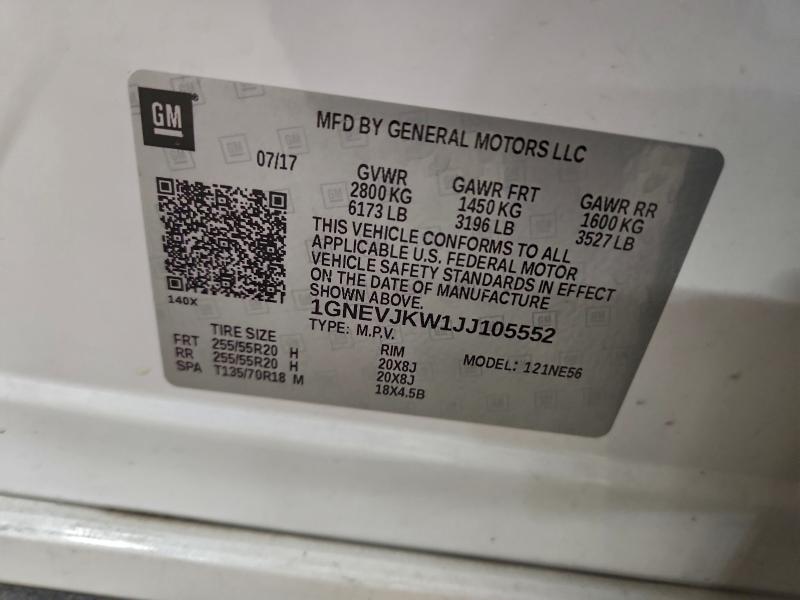 GM
MFD BY GENERAL MOTORS LLC
07/17
GVWR GAWR FRT GAWR RR
2800 KG 1450 KG 1600 KG
6173 LB 3196 LB 3527 LB
THIS VEHICLE CONFORMS TO ALL
APPLICABLE U.S. FEDERAL MOTOR
VEHICLE SAFETY STANDARDS IN EFFECT
ON THE DATE OF MANUFACTURE
SHOWN ABOVE.
140X
1GNEVJKW1JJ105552
TYPE: M.P.V.
MODEL: 121NE56
TIRE SIZE RIM
FRT 255/55R20 H 20X8J
RR 255/55R20 H 20X8J
SPA T135/70R18 M 18X4.5B